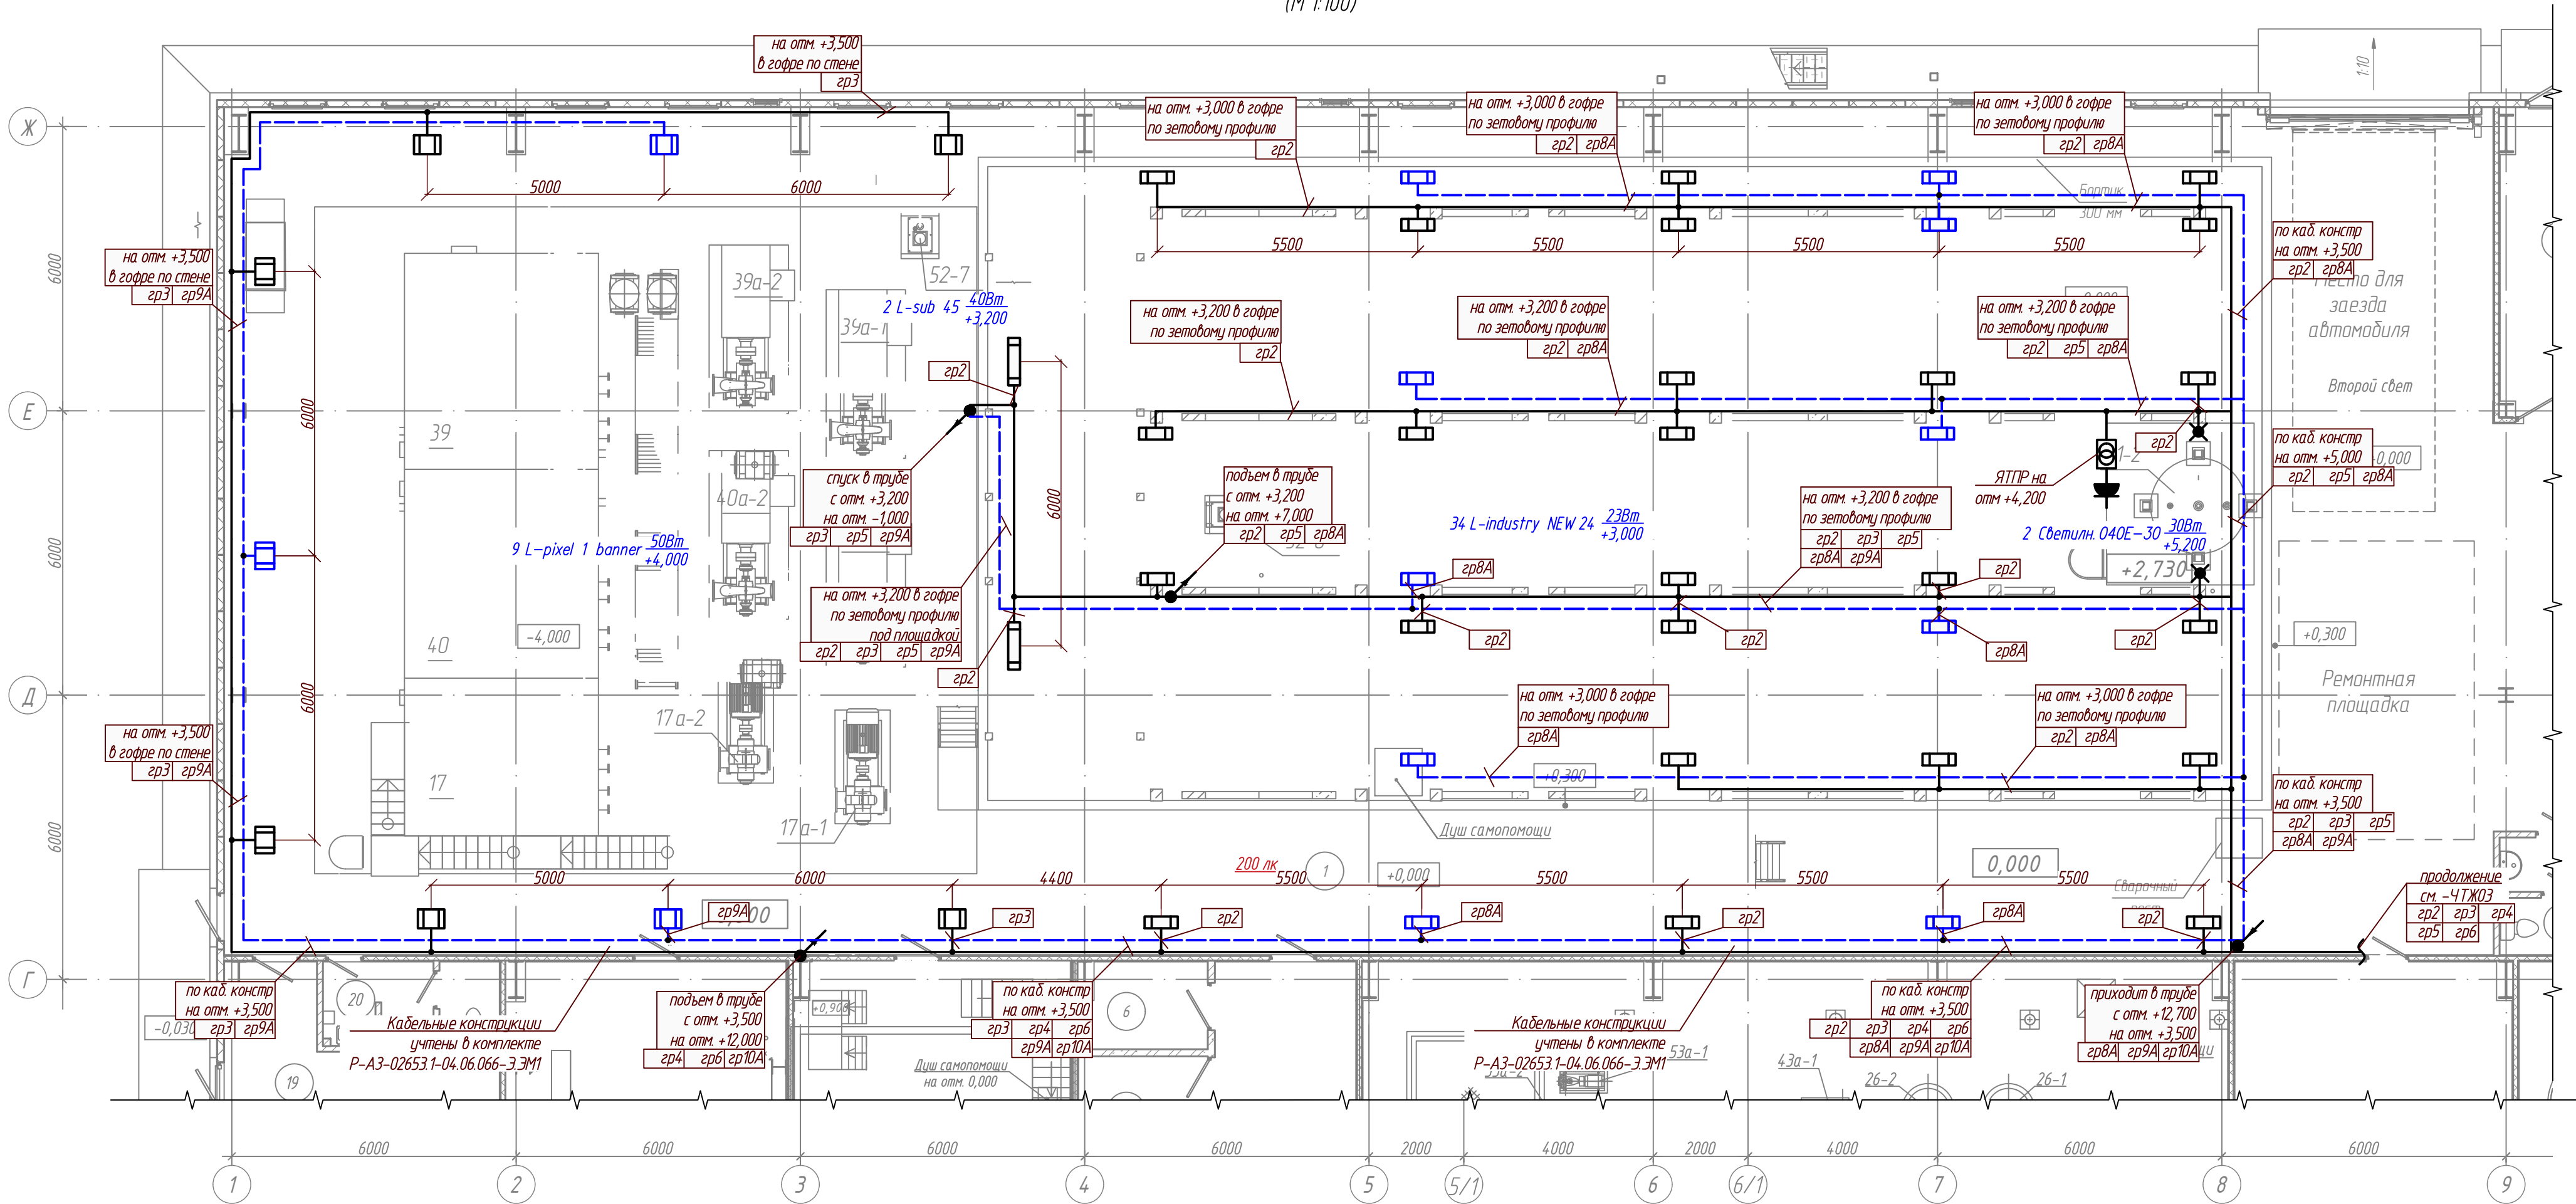 (М 1:100)
на отм. +3,500
в гофре по стене
гр3
на отм. +3,000 в гофре
по зетовому профилю
гр2
на отм. +3,000 в гофре
по зетовому профилю
гр2 гр8А
на отм. +3,000 в гофре
по зетовому профилю
гр2 гр8А
1:10
Ж
5000
6000
Бортик
300 мм
5500
5500
5500
5500
по каб. констр
на отм. +3,500
гр2 гр8А
6000
на отм. +3,500
в гофре по стене
гр3 гр9А
39а-2
52-7
2 L-sub 45 40Вт
+3,200
39а-1
на отм. +3,200 в гофре
по зетовому профилю
гр2
на отм. +3,200 в гофре
по зетовому профилю
гр2 гр8А
на отм. +3,200 в гофре
по зетовому профилю
гр2 гр5 гр8А
Место для
заезда
автомобиля
Второй свет
гр2
Е
6000
39
гр2
по каб. констр
на отм. +5,000
гр2 гр5 гр8А
спуск в трубе
с отм. +3,200
на отм. -1,000
гр3 гр5 гр9А
6000
подъем в трубе
с отм. +3,200
на отм. +7,000
гр2 гр5 гр8А
ЯТПР на
отм +4,200
40а-2
на отм. +3,200 в гофре
по зетовому профилю
гр2 гр3 гр5
гр8А гр9А
34 L-industry NEW 24 23Вт
+3,000
2 Светилн. 040Е-30 30Вт
+5,200
9 L-pixel 1 banner 50Вт
+4,000
6000
+2,730
гр8А
гр2
на отм. +3,200 в гофре
по зетовому профилю
под площадкой
гр2 гр3 гр5 гр9А
-4,000
40
гр2
гр2
гр8А
гр2
+0,300
гр2
Д
6000
Ремонтная
площадка
17а-2
на отм. +3,000 в гофре
по зетовому профилю
гр8А
на отм. +3,000 в гофре
по зетовому профилю
гр2 гр8А
на отм. +3,500
в гофре по стене
гр3 гр9А
17
+0,300
по каб. констр
на отм. +3,500
гр2 гр3 гр5
гр8А гр9А
6000
17а-1
Душ самопомощи
200 лк
1
+0,000
0,000
5000
6000
4400
5500
5500
5500
5500
Сварочный
продолжение
см. -ЧТЖ03
гр2 гр3 гр4
гр5 гр6
гр9А
гр3
гр2
гр8А
гр2
гр8А
гр2
Г
по каб. констр
на отм. +3,500
гр3 гр9А
-0,030
20
Кабельные конструкции
учтены в комплекте
Р-АЗ-02653.1-04.06.066-Э.ЭМ1
подъем в трубе
с отм. +3,500
на отм. +12,000
гр4 гр6 гр10А
+0,900
по каб. констр
на отм. +3,500
гр3 гр4 гр6
гр9А гр10А
6
Кабельные конструкции
учтены в комплекте
Р-АЗ-02653.1-04.06.066-Э.ЭМ1
53а-1
по каб. констр
на отм. +3,500
гр2 гр3 гр4 гр6
гр8А гр9А гр10А
приходит в трубе
с отм. +12,700
на отм. +3,500
гр8А гр9А гр10А
19
Душ самопомощи
на отм. 0,000
43а-1
26-2
26-1
6000
6000
6000
6000
2000
4000
2000
4000
6000
6000
1
2
3
4
5
5/1
6
6/1
7
8
9